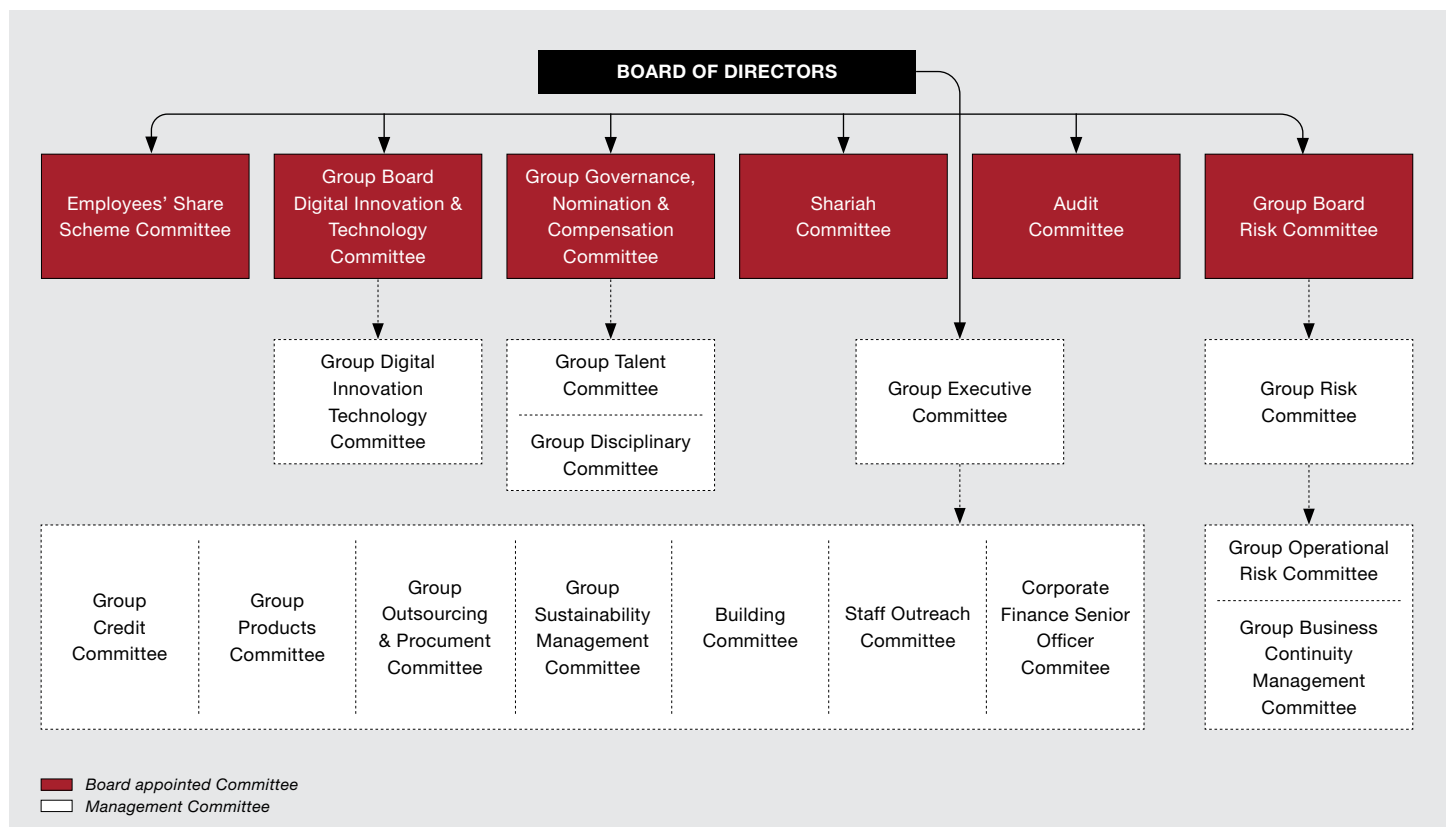 BOARD OF DIRECTORS
Employees’ Share
Scheme Committee
Group Board
Digital Innovation &
Technology
Committee
Group Governance,
Nomination &
Compensation
Committee
Shariah
Committee
Audit
Committee
Group Board
Risk Committee
Group Digital
Innovation
Technology
Committee
Group Talent
Committee
Group Disciplinary
Committee
Group Executive
Committee
Group Risk
Committee
Group
Credit
Committee
Group
Products
Committee
Group
Outsourcing
& Procument
Committee
Group
Sustainability
Management
Committee
Building
Committee
Staff Outreach
Committee
Corporate
Finance Senior
Officer
Commitee
Group Operational
Risk Committee
Group Business
Continuity
Management
Committee
Board appointed Committee
Management Committee